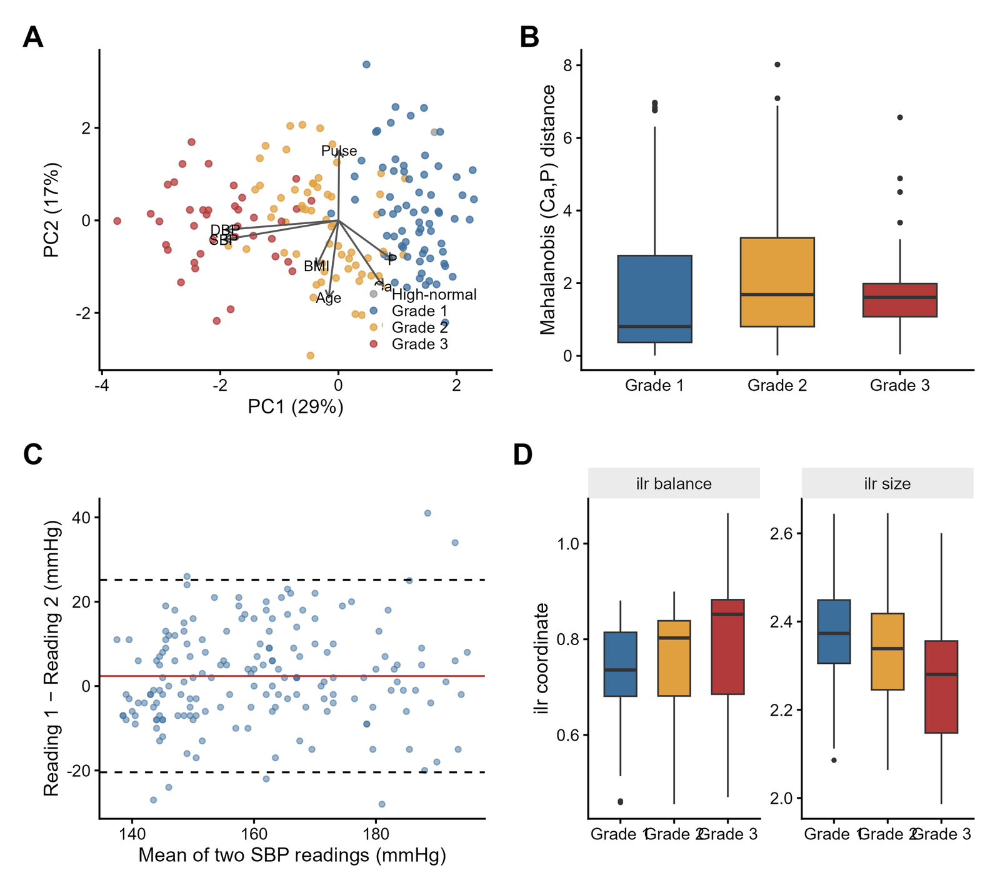 A
PC2 (17%)
2
0
-2
Pulse
DBP
SBP
BMI
P
Age
High-normal
Grade 1
Grade 2
Grade 3
-4
-2
0
2
PC1 (29%)
B
Mahalanobis (Ca,P) distance
8
6
4
2
0
Grade 1
Grade 2
Grade 3
C
Reading 1 − Reading 2 (mmHg)
40
20
0
-20
140
160
180
Mean of two SBP readings (mmHg)
D
ilr balance
ilr size
ilr coordinate
1.0
0.8
0.6
Grade 1
Grade 2
Grade 3
2.6
2.4
2.2
2.0
Grade 1
Grade 2
Grade 3